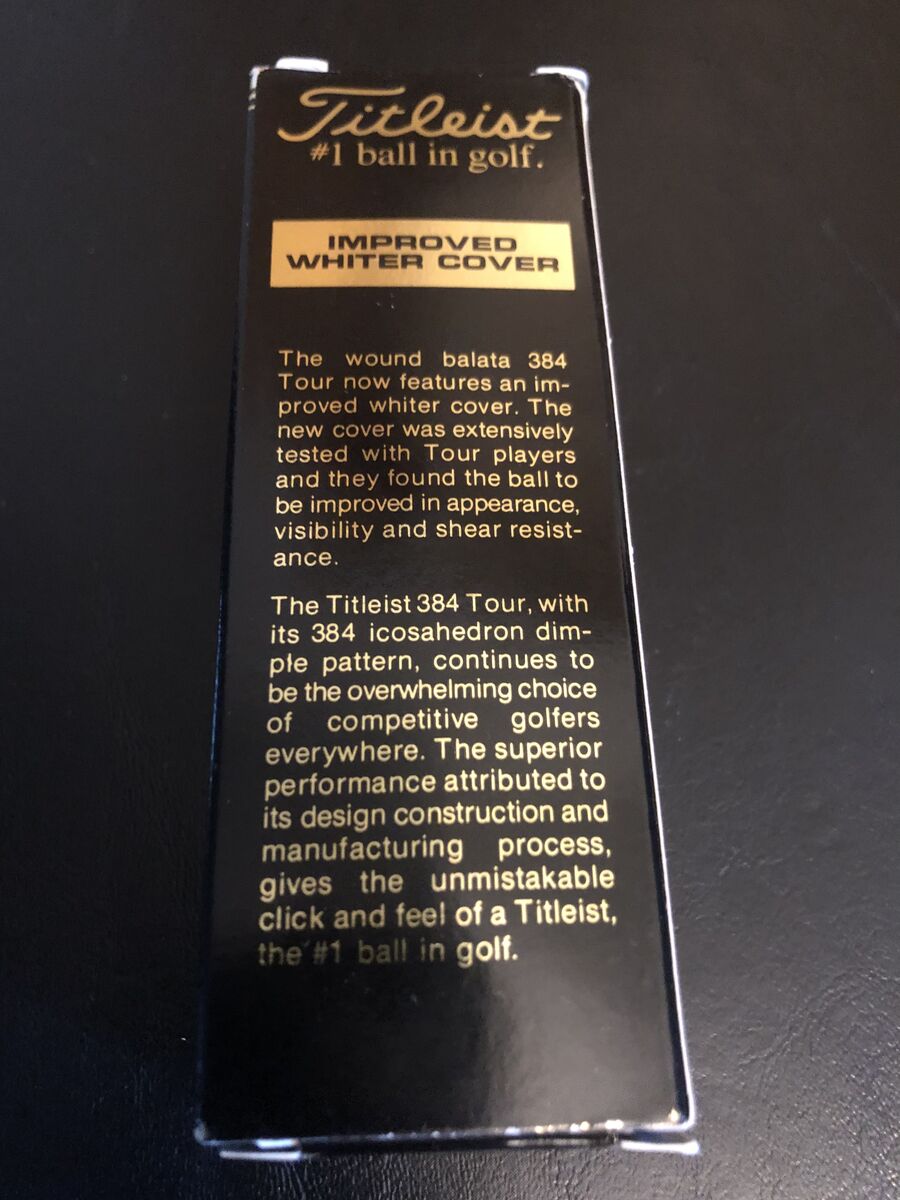 Titleist
#1 ball in golf.
IMPROVED
WHITER COVER
The wound balata 384
Tour now features an im-
proved whiter cover. The
new cover was extensively
tested with Tour players
and they found the ball to
be improved in appearance,
visibility and shear resist-
ance.
The Titleist 384 Tour, with
its 384 icosahedron dim-
ple pattern, continues to
be the overwhelming choice
of competitive golfers
everywhere. The superior
performance attributed to
its design construction and
manufacturing process,
gives the unmistakable
click and feel of a Titleist,
the #1 ball in golf.